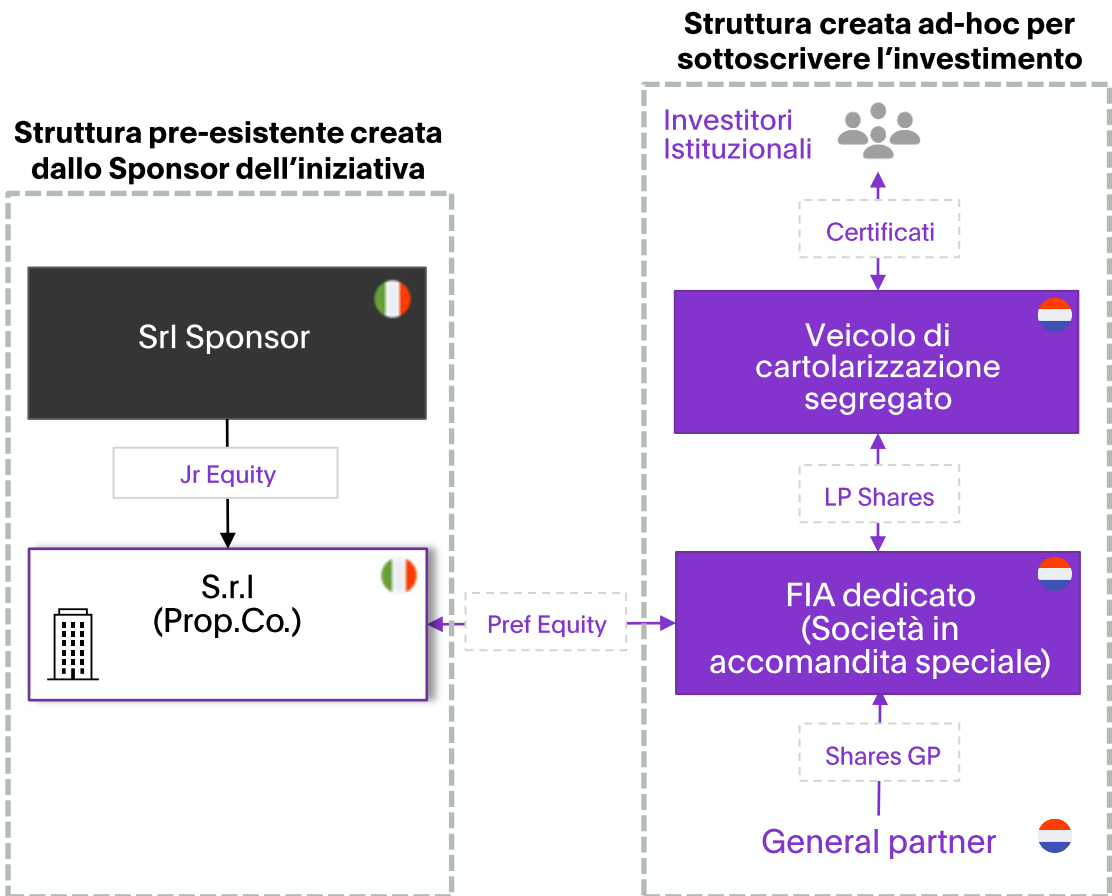 Struttura creata ad-hoc per
sottoscrivere l’investimento
Struttura pre-esistente creata
dallo Sponsor dell’iniziativa
Investitori
Istituzionali
Certificati
Srl Sponsor
Veicolo di
cartolarizzazione
segregato
Jr Equity
LP Shares
S.r.l
(Prop.Co.)
Pref Equity
FIA dedicato
(Società in
accomandita speciale)
Shares GP
General partner